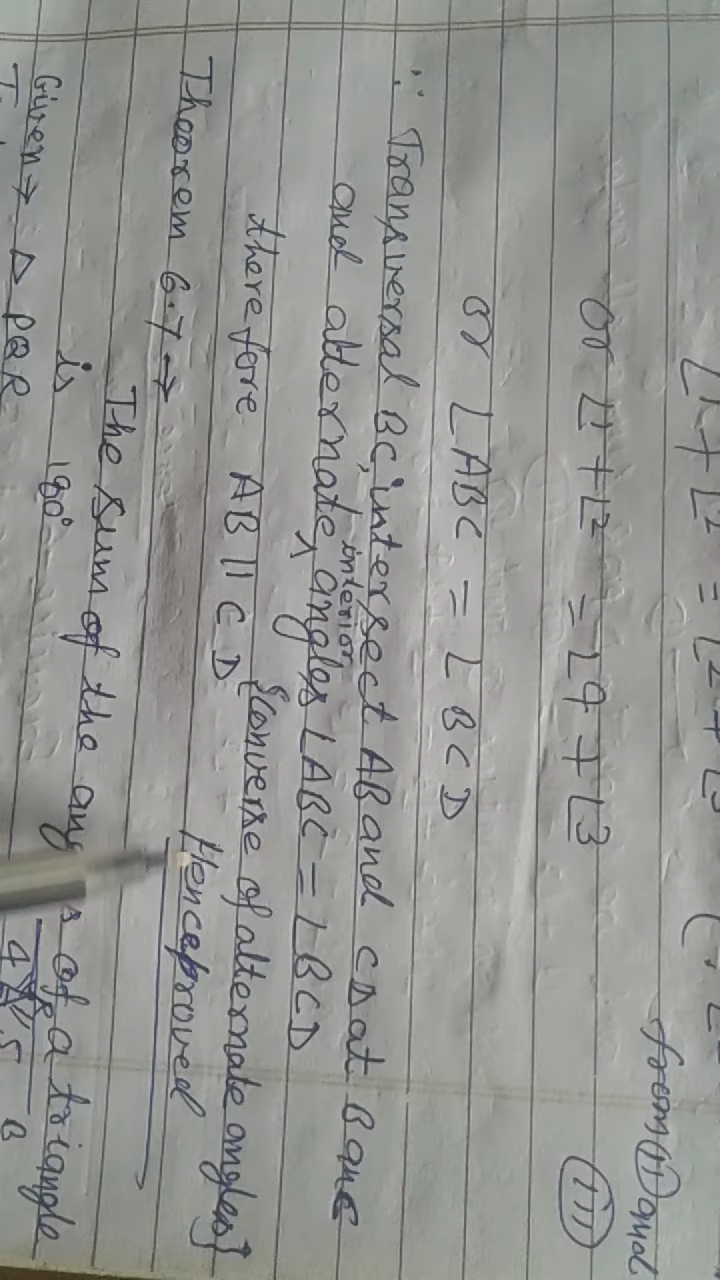 ∠1 + ∠2 = ∠2 + ∠3
from (ii) and
or ∠1 + ∠2 = ∠4 + ∠3 (iii)
or ∠ABC = ∠BCD
∵ Transversal BC, intersect AB and CD at B and
and alternate interior angles ∠ABC = ∠BCD
therefore AB || CD {Converse of alternate angles}
Hence proved
Theorem 6.7 →
The sum of the of a triangle
is 180°
4 5 B
Given → Δ PQR